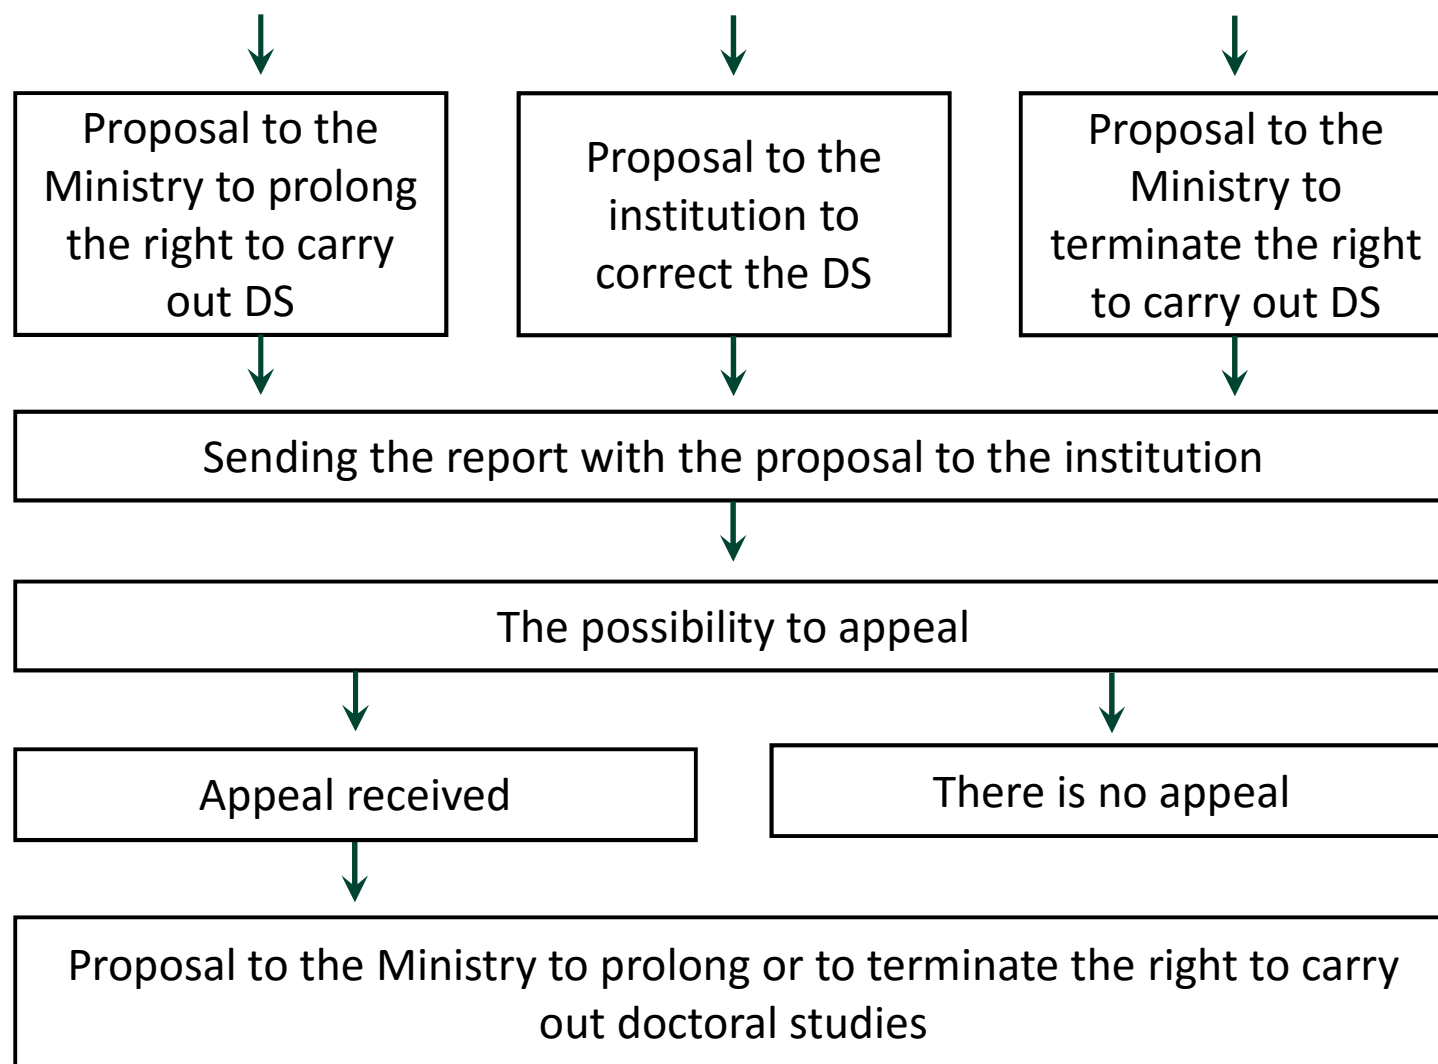 Proposal to the
Ministry to prolong
the right to carry
out DS
Proposal to the
institution to
correct the DS
Proposal to the
Ministry to
terminate the right
to carry out DS
Sending the report with the proposal to the institution
The possibility to appeal
Appeal received
There is no appeal
Proposal to the Ministry to prolong or to terminate the right to carry
out doctoral studies